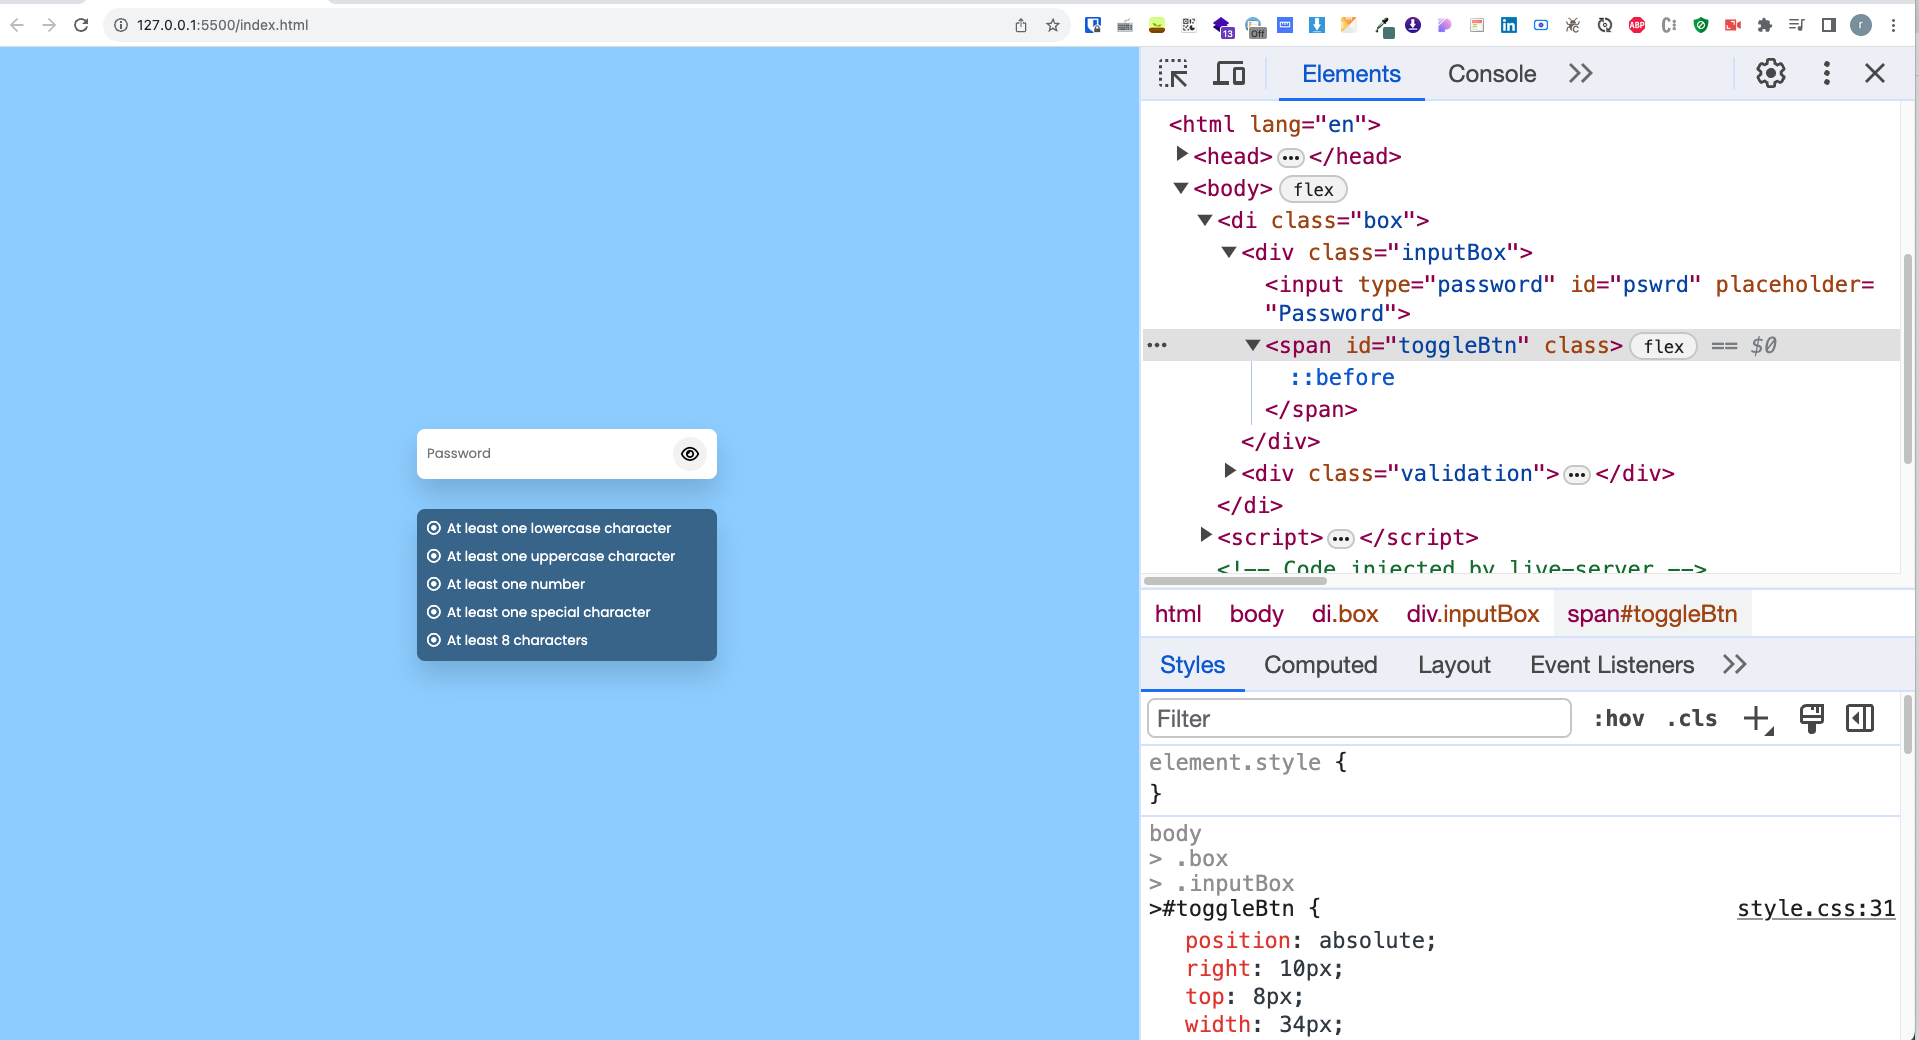 127.0.0.1:5500/index.html
13
Off
ABP
r
Elements
Console
<html lang="en">
<head> ••• </head>
<body> flex
<di class="box">
<div class="inputBox">
<input type="password" id="pswrd" placeholder=
"Password">
••• <span id="toggleBtn" class> flex == $0
::before
</span>
</div>
<div class="validation"> ••• </div>
</di>
<script> ••• </script>
<!-- Code injected by live-server -->
html body di.box div.inputBox span#toggleBtn
Styles Computed Layout Event Listeners
Filter :hov .cls
element.style {
}
body
> .box
> .inputBox
>#toggleBtn { style.css:31
position: absolute;
right: 10px;
top: 8px;
width: 34px;
Password
At least one lowercase character
At least one uppercase character
At least one number
At least one special character
At least 8 characters